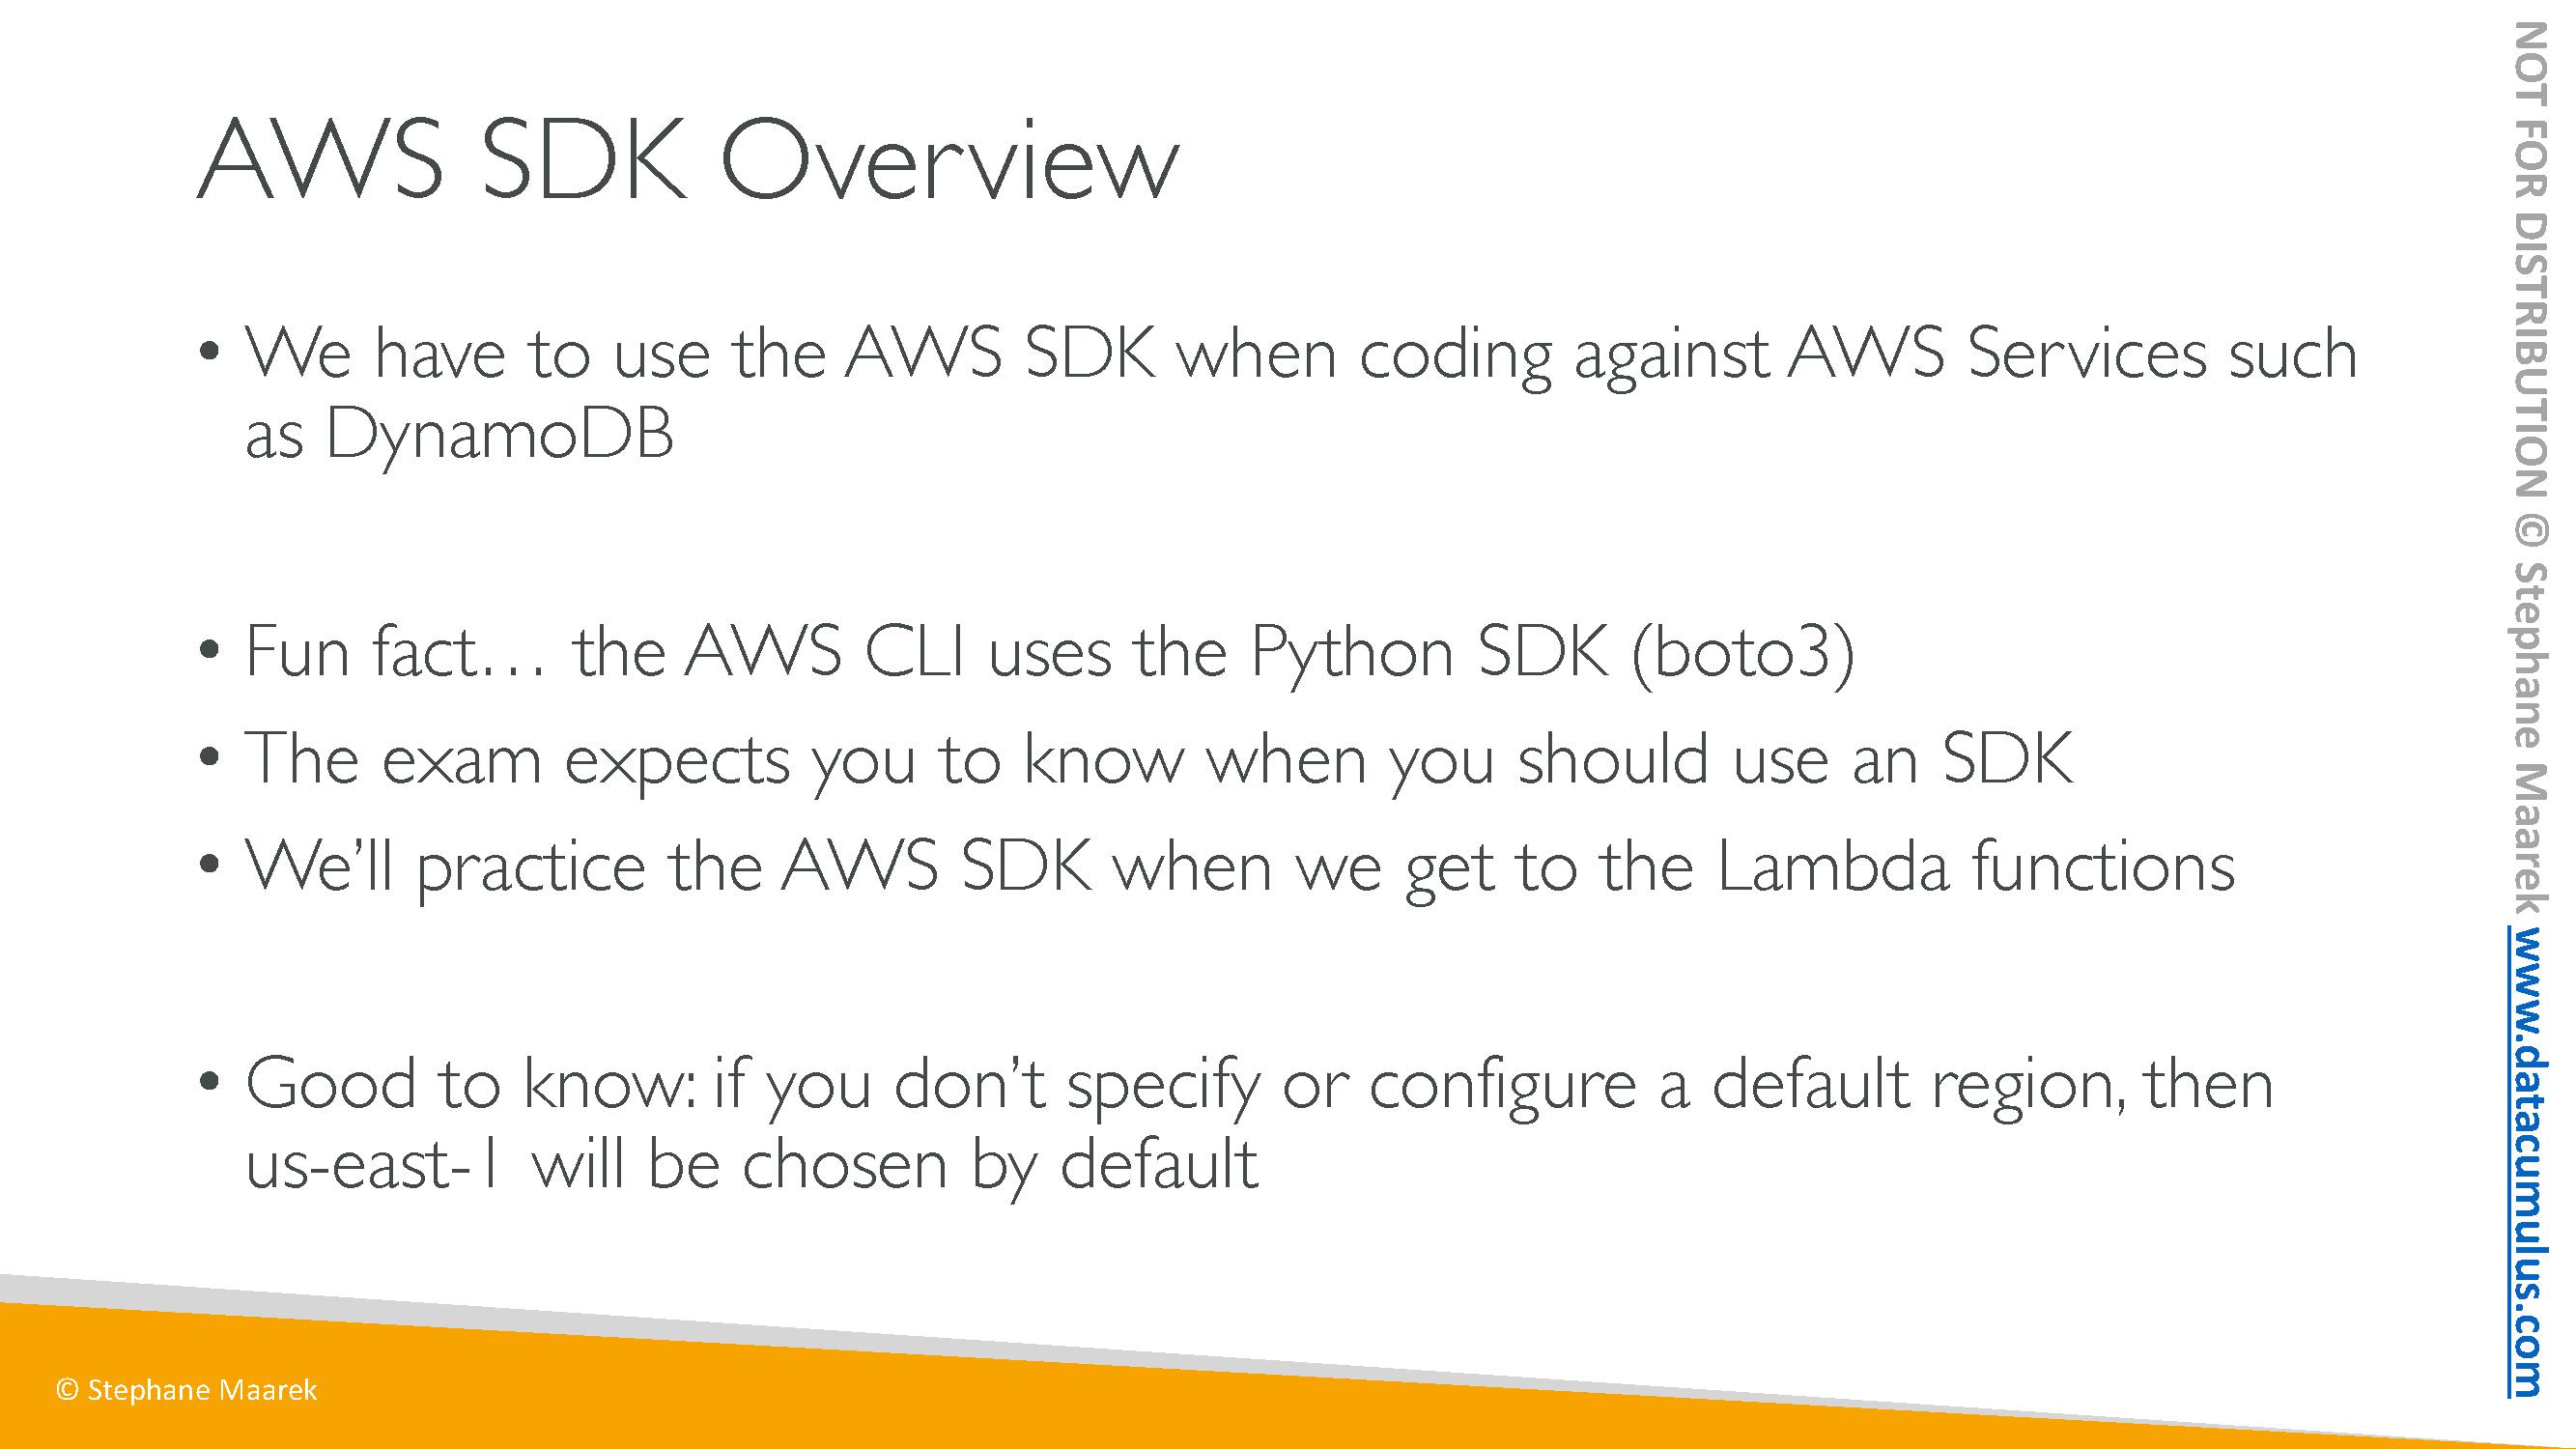 AWS SDK Overview
• We have to use the AWS SDK when coding against AWS Services such
as DynamoDB
• Fun fact… the AWS CLI uses the Python SDK (boto3)
• The exam expects you to know when you should use an SDK
• We’ll practice the AWS SDK when we get to the Lambda functions
• Good to know: if you don’t specify or configure a default region, then
us-east-1 will be chosen by default
© Stephane Maarek
NOT FOR DISTRIBUTION © Stephane Maarek www.datacumulus.com